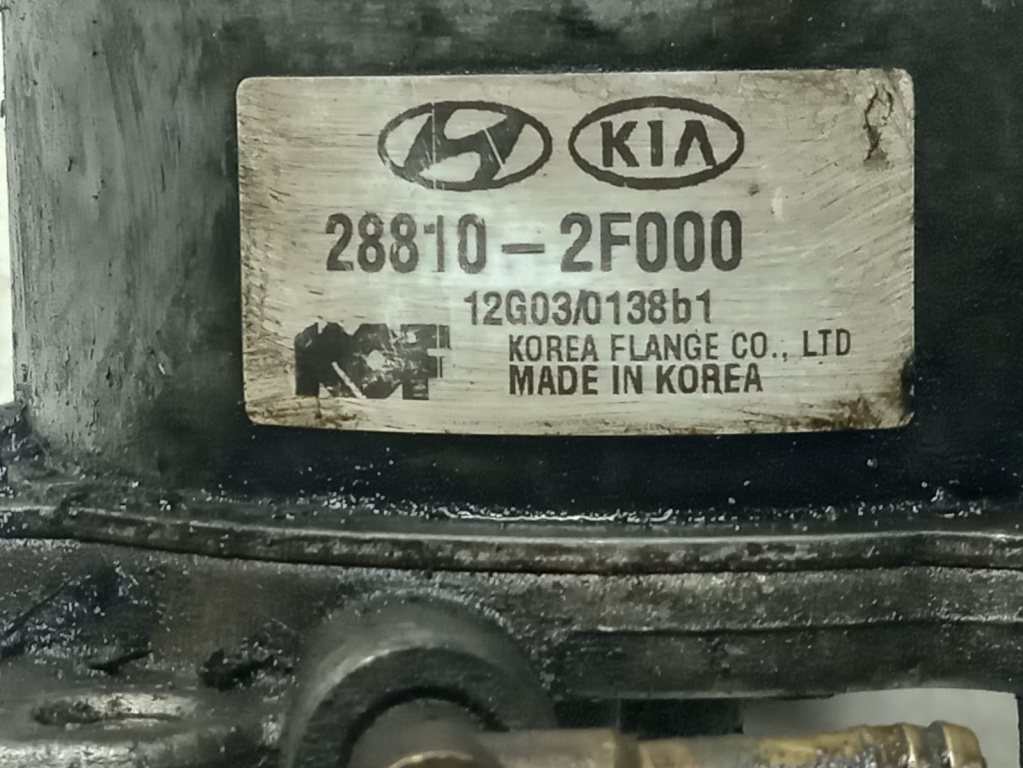 KIA
28810-2F000
12G03/0138b1
KOREA FLANGE CO., LTD
MADE IN KOREA